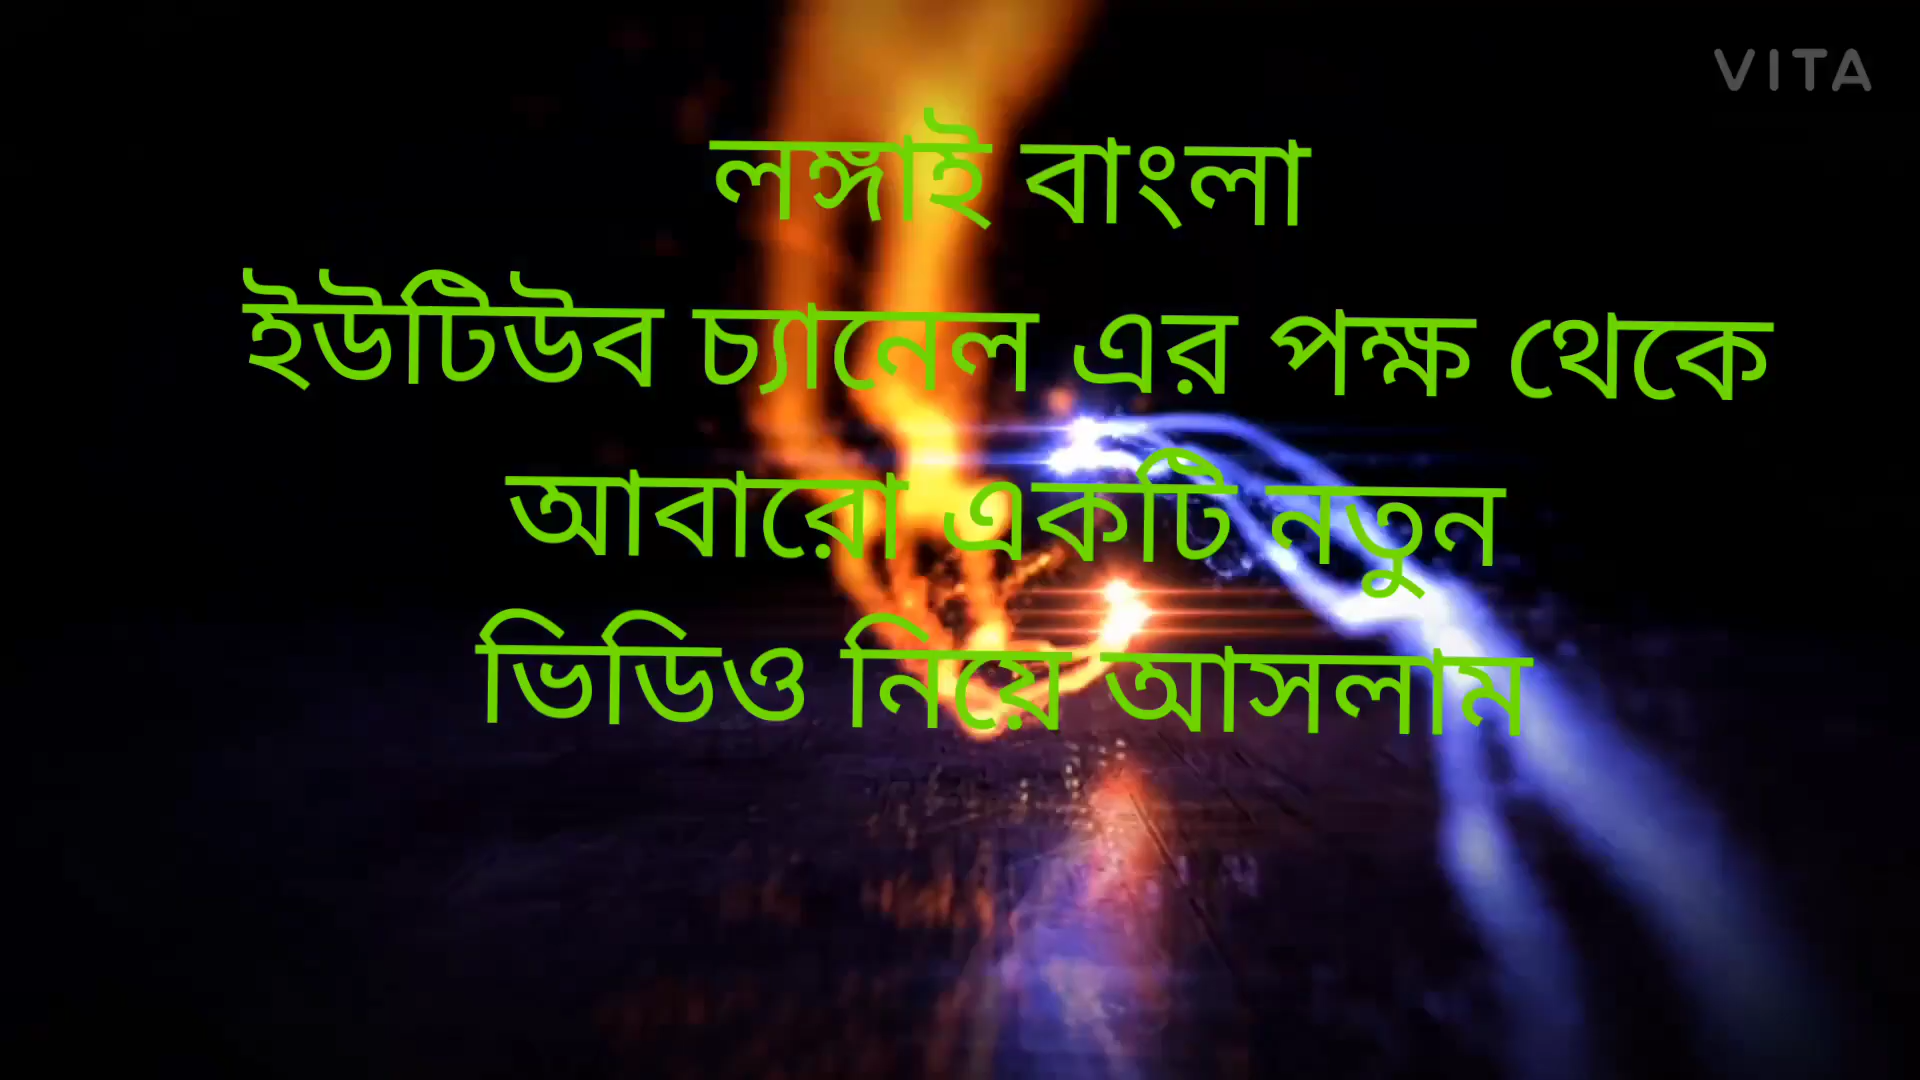 VITA
লঙ্গাই বাংলা
ইউটিউব চ্যানেল এর পক্ষ থেকে
আবারো একটি নতুন
ভিডিও নিয়ে আসলাম